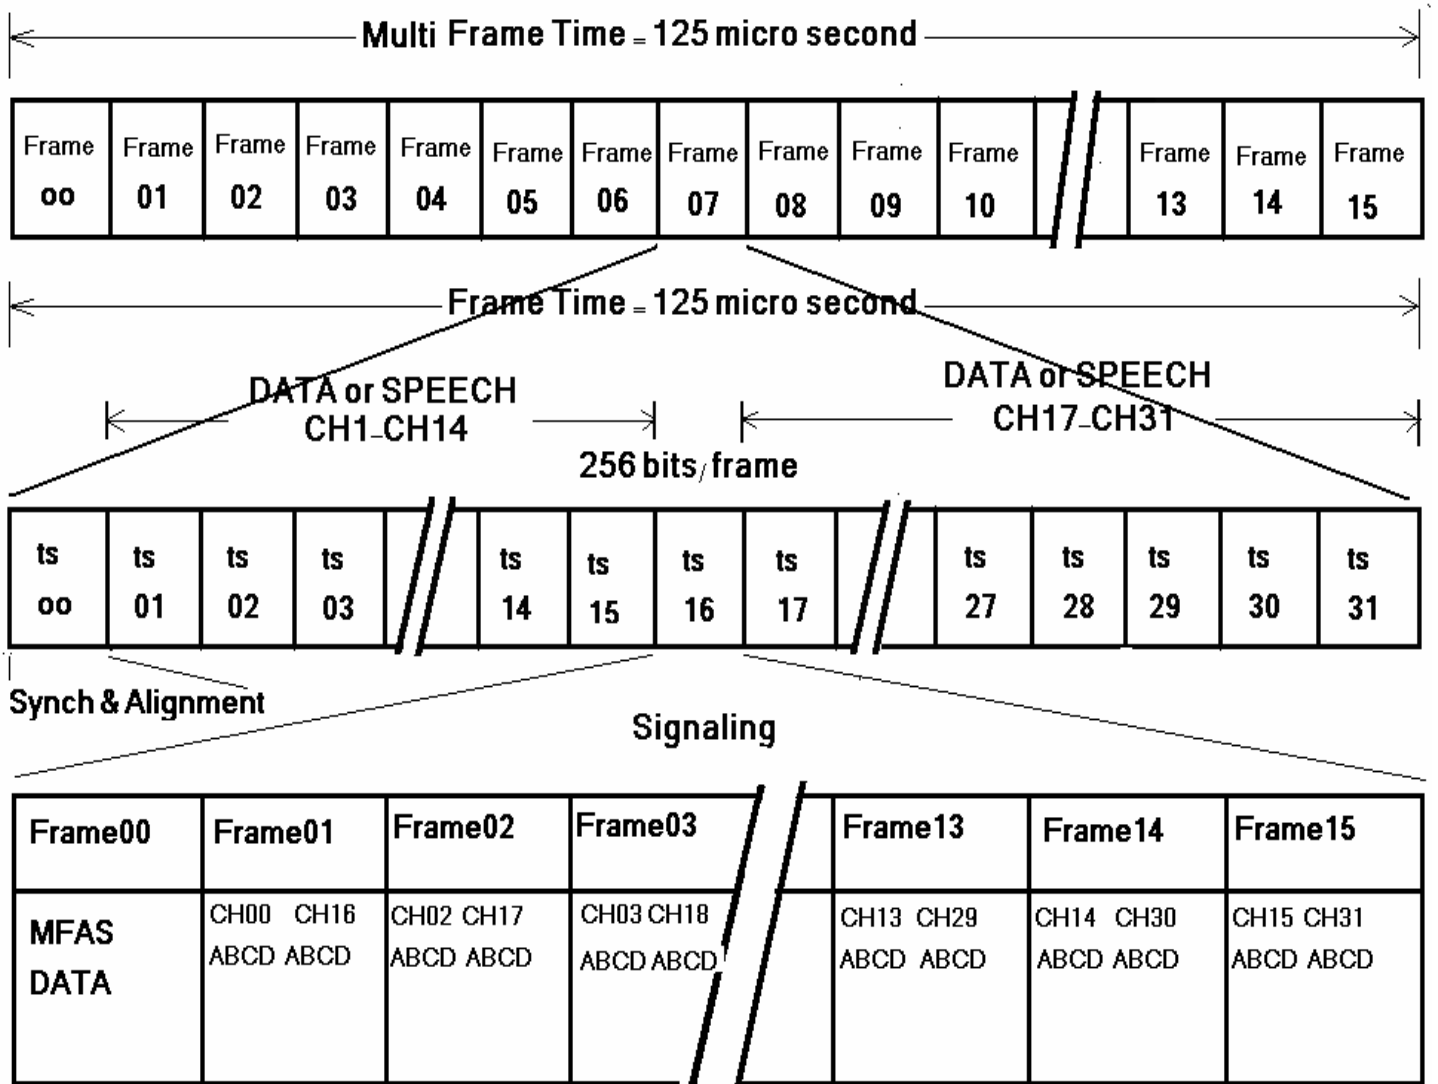 Multi Frame Time = 125 micro second
Frame Frame Frame Frame Frame Frame Frame Frame Frame Frame Frame Frame Frame Frame
oo 01 02 03 04 05 06 07 08 09 10 13 14 15
Frame Time = 125 micro second
DATA or SPEECH
CH1-CH14
DATA or SPEECH
CH17-CH31
256 bits/frame
ts ts ts ts ts ts ts ts ts ts ts ts ts
oo 01 02 03 14 15 16 17 27 28 29 30 31
Synch & Alignment
Signaling
Frame00 Frame01 Frame02 Frame03 Frame13 Frame14 Frame15
MFAS
DATA
CH00 CH16
ABCD ABCD
CH02 CH17
ABCD ABCD
CH03 CH18
ABCD ABCD
CH13 CH29
ABCD ABCD
CH14 CH30
ABCD ABCD
CH15 CH31
ABCD ABCD